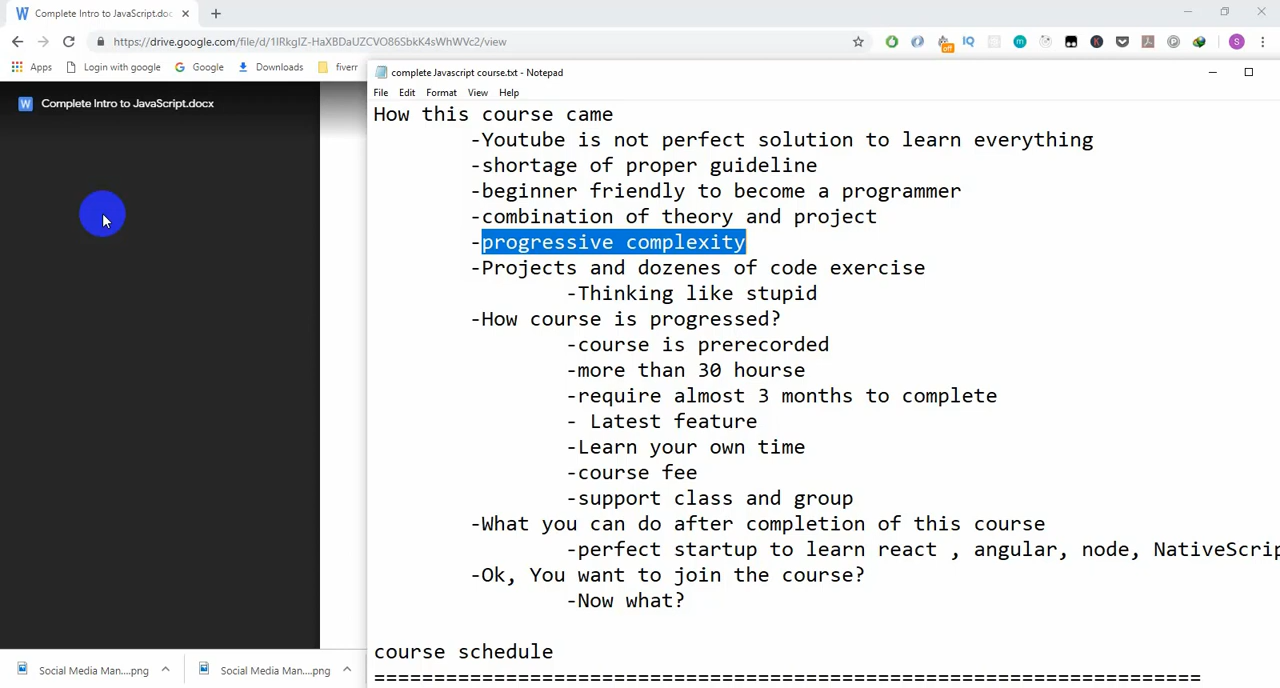 Complete Intro to JavaScript.doc
https://drive.google.com/file/d/1IRkgIZ-HaXBDaUZCVO86SbkK4sWhWVc2/view
Apps
Login with google
Google
Downloads
fiverr
Complete Intro to JavaScript.docx
complete Javascript course.txt - Notepad
File Edit Format View Help
How this course came
-Youtube is not perfect solution to learn everything
-shortage of proper guideline
-beginner friendly to become a programmer
-combination of theory and project
-progressive complexity
-Projects and dozenes of code exercise
-Thinking like stupid
-How course is progressed?
-course is prerecorded
-more than 30 hourse
-require almost 3 months to complete
- Latest feature
-Learn your own time
-course fee
-support class and group
-What you can do after completion of this course
-perfect startup to learn react , angular, node, NativeScrip
-Ok, You want to join the course?
-Now what?
course schedule
=====================================================================
Social Media Man....png
Social Media Man....png